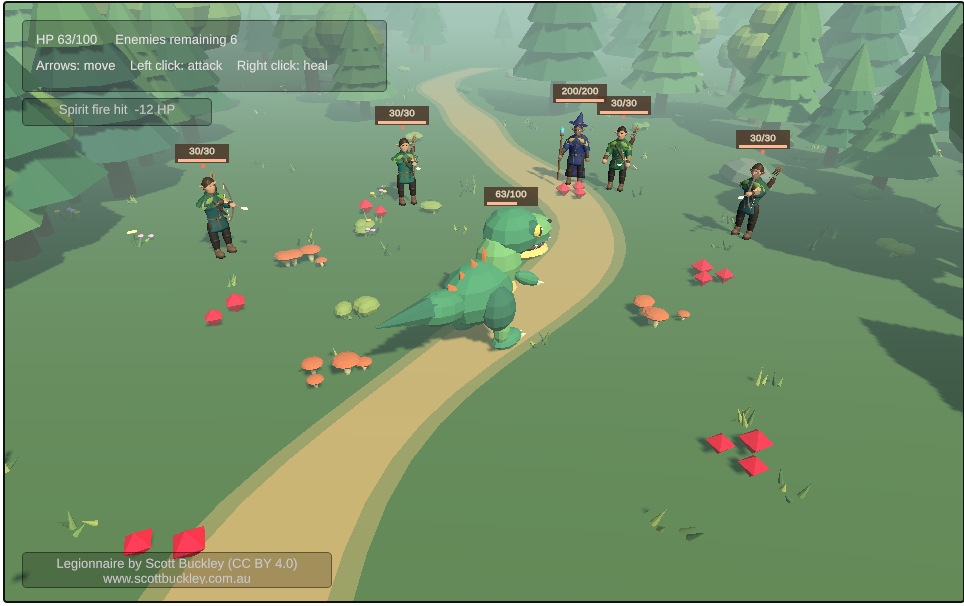 HP 63/100 Enemies remaining 6
Arrows: move Left click: attack Right click: heal
Spirit fire hit -12 HP
200/200
30/30
30/30
30/30
30/30
63/100
Legionnaire by Scott Buckley (CC BY 4.0)
www.scottbuckley.com.au